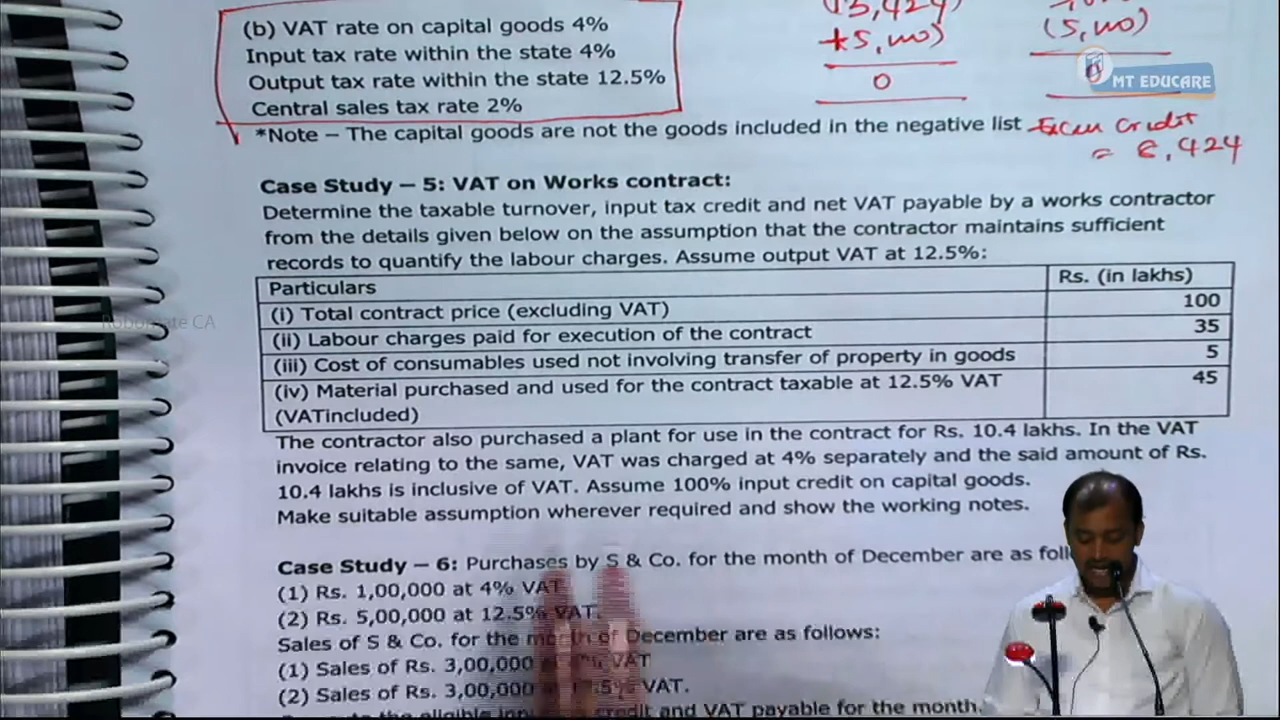 (b) VAT rate on capital goods 4%
Input tax rate within the state 4%
Output tax rate within the state 12.5%
Central sales tax rate 2%
0
MT EDUCARE
*Note – The capital goods are not the goods included in the negative list
Credit
Case Study – 5: VAT on Works contract:
Determine the taxable turnover, input tax credit and net VAT payable by a works contractor
from the details given below on the assumption that the contractor maintains sufficient
records to quantify the labour charges. Assume output VAT at 12.5%:
Particulars Rs. (in lakhs)
(i) Total contract price (excluding VAT) 100
(ii) Labour charges paid for execution of the contract 35
(iii) Cost of consumables used not involving transfer of property in goods 5
(iv) Material purchased and used for the contract taxable at 12.5% VAT 45
(VATincluded)
The contractor also purchased a plant for use in the contract for Rs. 10.4 lakhs. In the VAT
invoice relating to the same, VAT was charged at 4% separately and the said amount of Rs.
10.4 lakhs is inclusive of VAT. Assume 100% input credit on capital goods.
Make suitable assumption wherever required and show the working notes.
Case Study – 6: Purchases by S & Co. for the month of December are as
(1) Rs. 1,00,000 at 4% VAT
(2) Rs. 5,00,000 at 12.5% VAT.
Sales of S & Co. for the month of December are as follows:
(1) Sales of Rs. 3,00,000 VAT
(2) Sales of Rs. 3,00,000 VAT.
credit and VAT payable for the month.